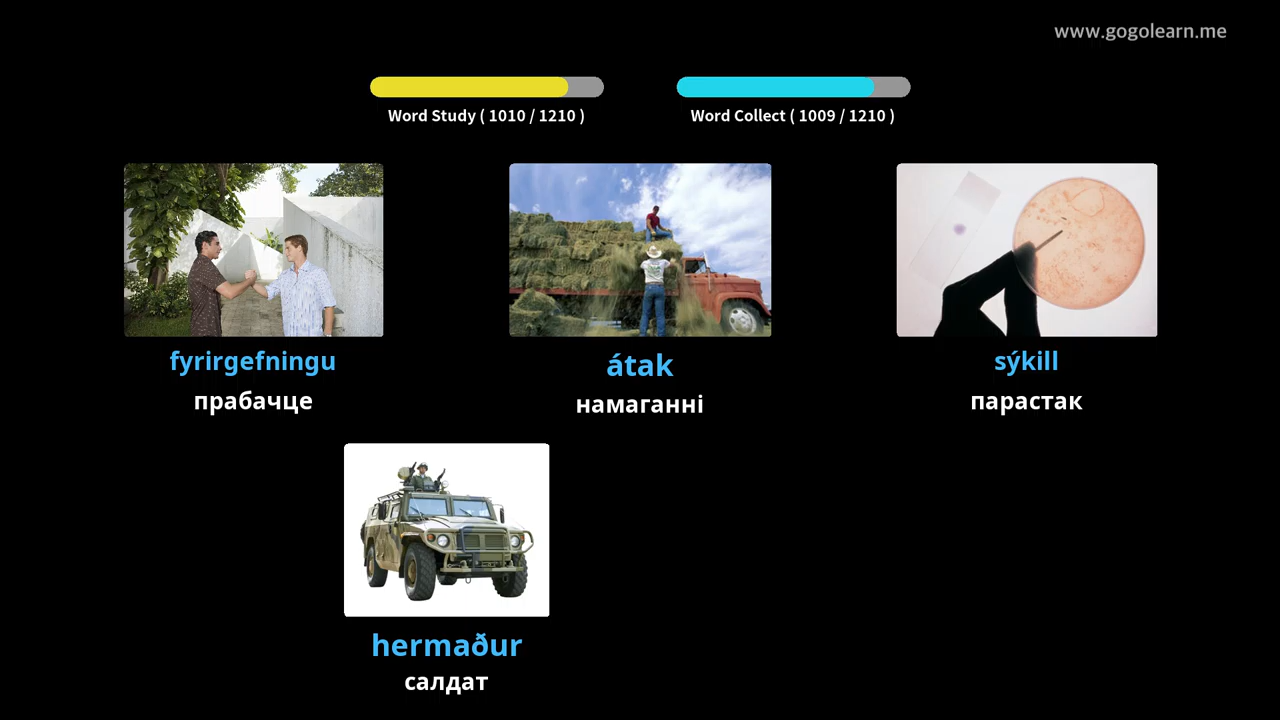 www.gogolearn.me
Word Study ( 1010 / 1210 )
Word Collect ( 1009 / 1210 )
fyrirgefningu
прабачце
átak
намаганні
sýkill
парастак
hermaður
салдат